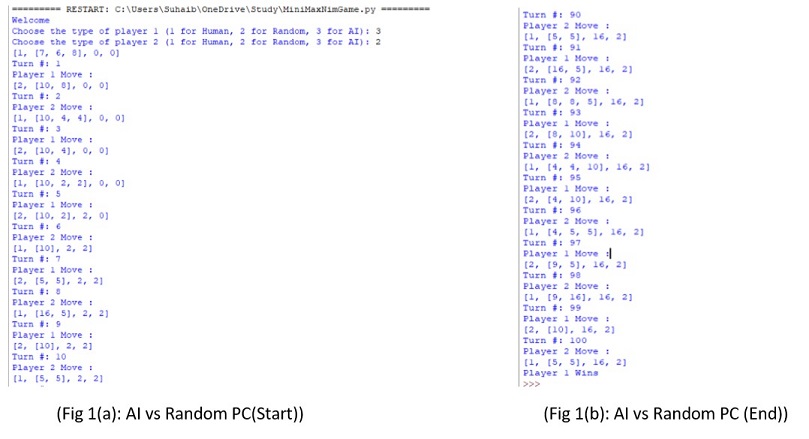 ========= RESTART: C:\Users\Suhaib\OneDrive\Study\MiniMaxNimGame.py =========
Welcome
Choose the type of player 1 (1 for Human, 2 for Random, 3 for AI): 3
Choose the type of player 2 (1 for Human, 2 for Random, 3 for AI): 2
[1, [7, 6, 8], 0, 0]
Turn #: 1
Player 1 Move :
[2, [10, 8], 0, 0]
Turn #: 2
Player 2 Move :
[1, [10, 4, 4], 0, 0]
Turn #: 3
Player 1 Move :
[2, [10, 4], 0, 0]
Turn #: 4
Player 2 Move :
[1, [10, 2, 2], 0, 0]
Turn #: 5
Player 1 Move :
[2, [10, 2], 2, 0]
Turn #: 6
Player 2 Move :
[1, [10], 2, 2]
Turn #: 7
Player 1 Move :
[2, [5, 5], 2, 2]
Turn #: 8
Player 2 Move :
[1, [16, 5], 2, 2]
Turn #: 9
Player 1 Move :
[2, [10], 2, 2]
Turn #: 10
Player 2 Move :
[1, [5, 5], 2, 2]
(Fig 1(a): AI vs Random PC(Start))
Turn #: 90
Player 2 Move :
[1, [5, 5], 16, 2]
Turn #: 91
Player 1 Move :
[2, [16, 5], 16, 2]
Turn #: 92
Player 2 Move :
[1, [8, 8, 5], 16, 2]
Turn #: 93
Player 1 Move :
[2, [8, 10], 16, 2]
Turn #: 94
Player 2 Move :
[1, [4, 4, 10], 16, 2]
Turn #: 95
Player 1 Move :
[2, [4, 10], 16, 2]
Turn #: 96
Player 2 Move :
[1, [4, 5, 5], 16, 2]
Turn #: 97
Player 1 Move :
[2, [9, 5], 16, 2]
Turn #: 98
Player 2 Move :
[1, [9, 16], 16, 2]
Turn #: 99
Player 1 Move :
[2, [10], 16, 2]
Turn #: 100
Player 2 Move :
[1, [5, 5], 16, 2]
Player 1 Wins
>>>
(Fig 1(b): AI vs Random PC (End))